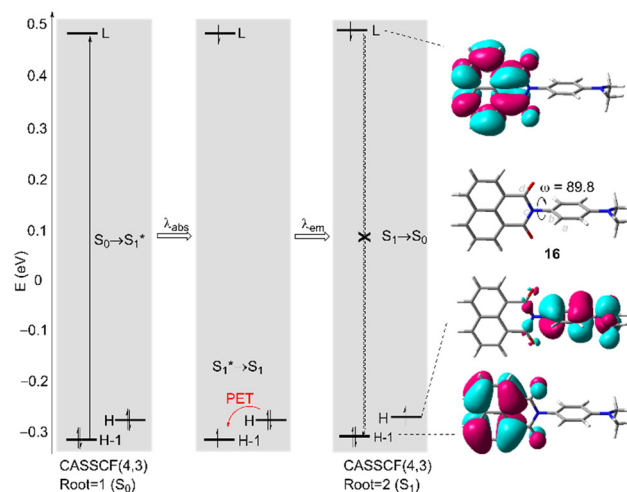 E (eV)
0.5
0.4
0.3
0.2
0.1
0
−0.1
−0.2
−0.3
L
S₀→S₁*
H
H-1
CASSCF(4,3)
Root=1 (S₀)
λabs
L
S₁*→S₁
PET
H
H-1
λem
L
S₁→S₀
H
H-1
CASSCF(4,3)
Root=2 (S₁)
d
ω = 89.8
b
a
16